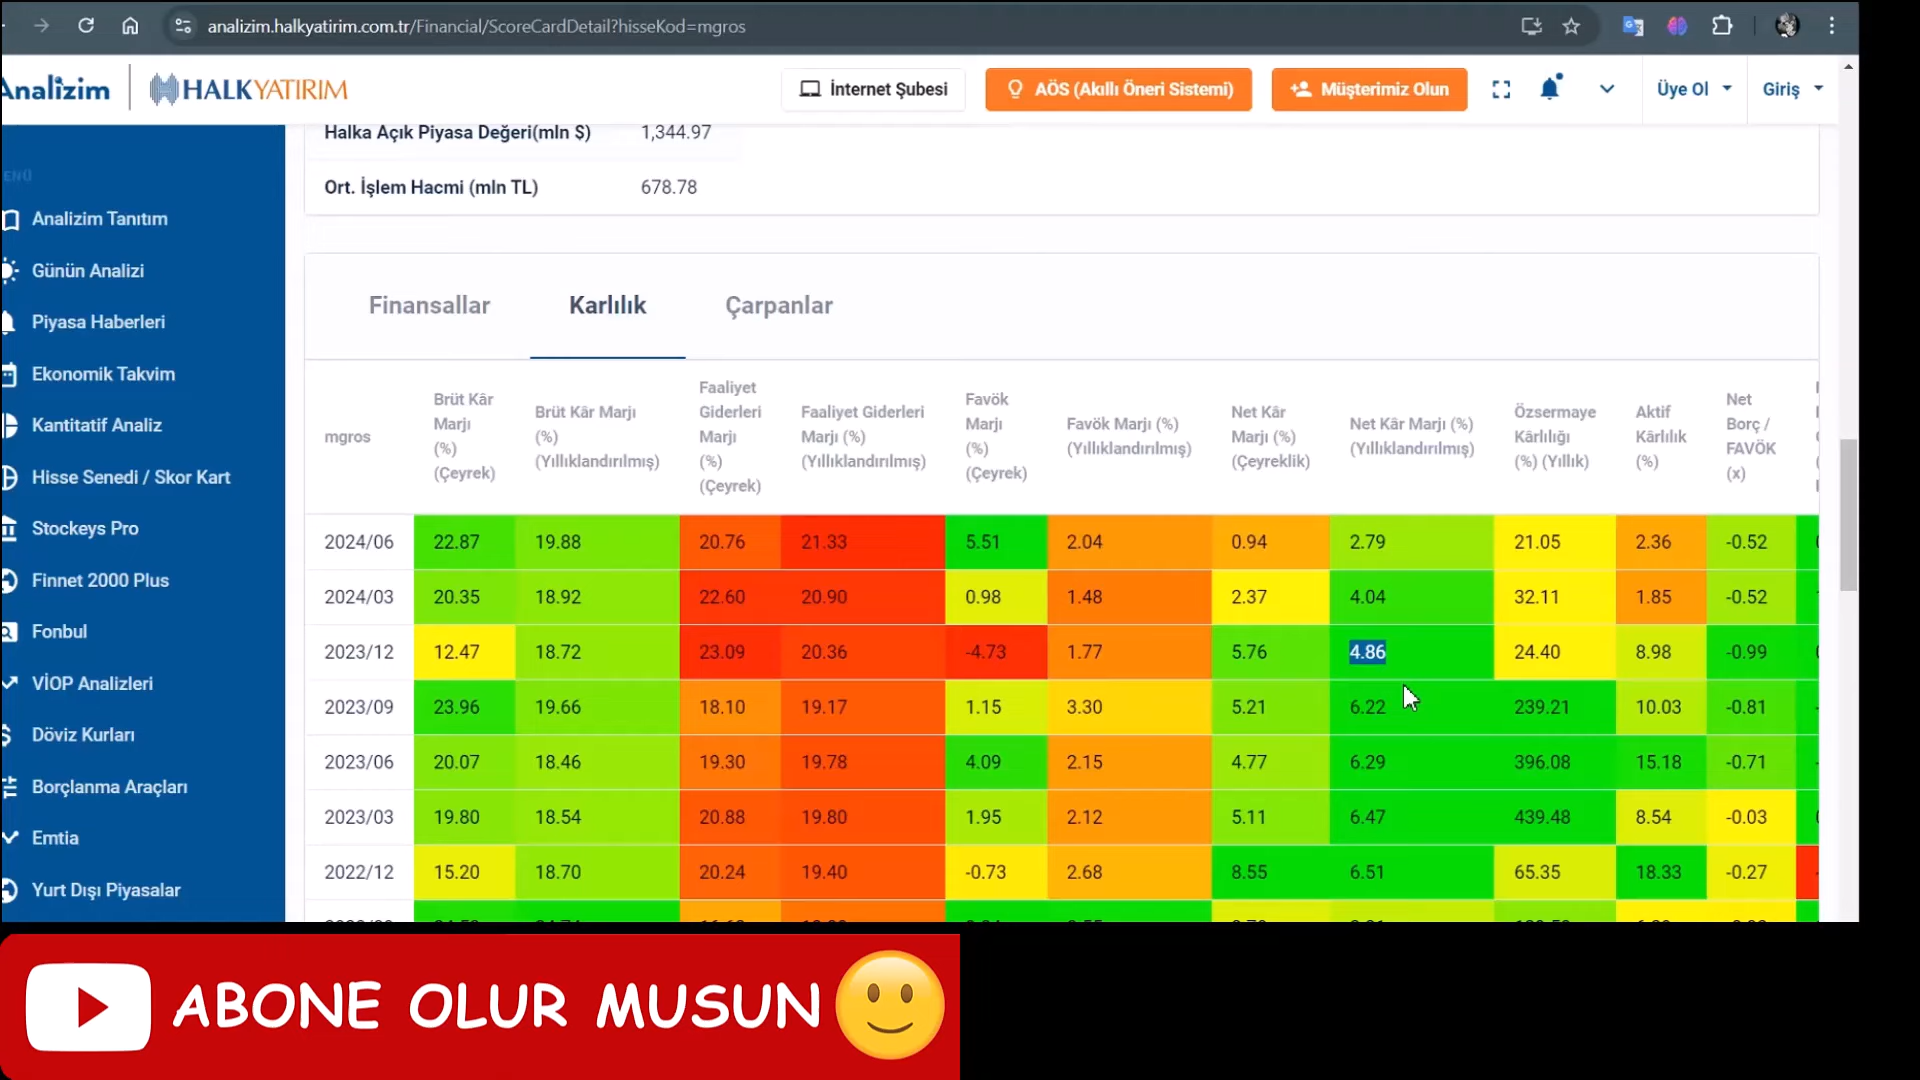 analizim.halkyatirim.com.tr/Financial/ScoreCardDetail?hisseKod=mgros
Analizim
HALKYATIRIM
İnternet Şubesi
AÖS (Akıllı Öneri Sistemi)
Müşterimiz Olun
Üye Ol
Giriş
Analizim Tanıtım
Günün Analizi
Piyasa Haberleri
Ekonomik Takvim
Kantitatif Analiz
Hisse Senedi / Skor Kart
Stockeys Pro
Finnet 2000 Plus
Fonbul
VİOP Analizleri
Döviz Kurları
Borçlanma Araçları
Emtia
Yurt Dışı Piyasalar
Halka Açık Piyasa Değeri(mln $) 1,344.97
Ort. İşlem Hacmi (mln TL) 678.78
Finansallar Karlılık Çarpanlar
mgros
Brüt Kâr
Marjı
(%)
(Çeyrek)
Brüt Kâr Marjı
(%)
(Yıllıklandırılmış)
Faaliyet
Giderleri
Marjı
(%)
(Çeyrek)
Faaliyet Giderleri
Marjı (%)
(Yıllıklandırılmış)
Favök
Marjı
(%)
(Çeyrek)
Favök Marjı (%)
(Yıllıklandırılmış)
Net Kâr
Marjı (%)
(Çeyreklik)
Net Kâr Marjı (%)
(Yıllıklandırılmış)
Özsermaye
Kârlılığı
(%) (Yıllık)
Aktif
Kârlılık
(%)
Net
Borç /
FAVÖK
(x)
2024/06 22.87 19.88 20.76 21.33 5.51 2.04 0.94 2.79 21.05 2.36 -0.52
2024/03 20.35 18.92 22.60 20.90 0.98 1.48 2.37 4.04 32.11 1.85 -0.52
2023/12 12.47 18.72 23.09 20.36 -4.73 1.77 5.76 4.86 24.40 8.98 -0.99
2023/09 23.96 19.66 18.10 19.17 1.15 3.30 5.21 6.22 239.21 10.03 -0.81
2023/06 20.07 18.46 19.30 19.78 4.09 2.15 4.77 6.29 396.08 15.18 -0.71
2023/03 19.80 18.54 20.88 19.80 1.95 2.12 5.11 6.47 439.48 8.54 -0.03
2022/12 15.20 18.70 20.24 19.40 -0.73 2.68 8.55 6.51 65.35 18.33 -0.27
ABONE OLUR MUSUN